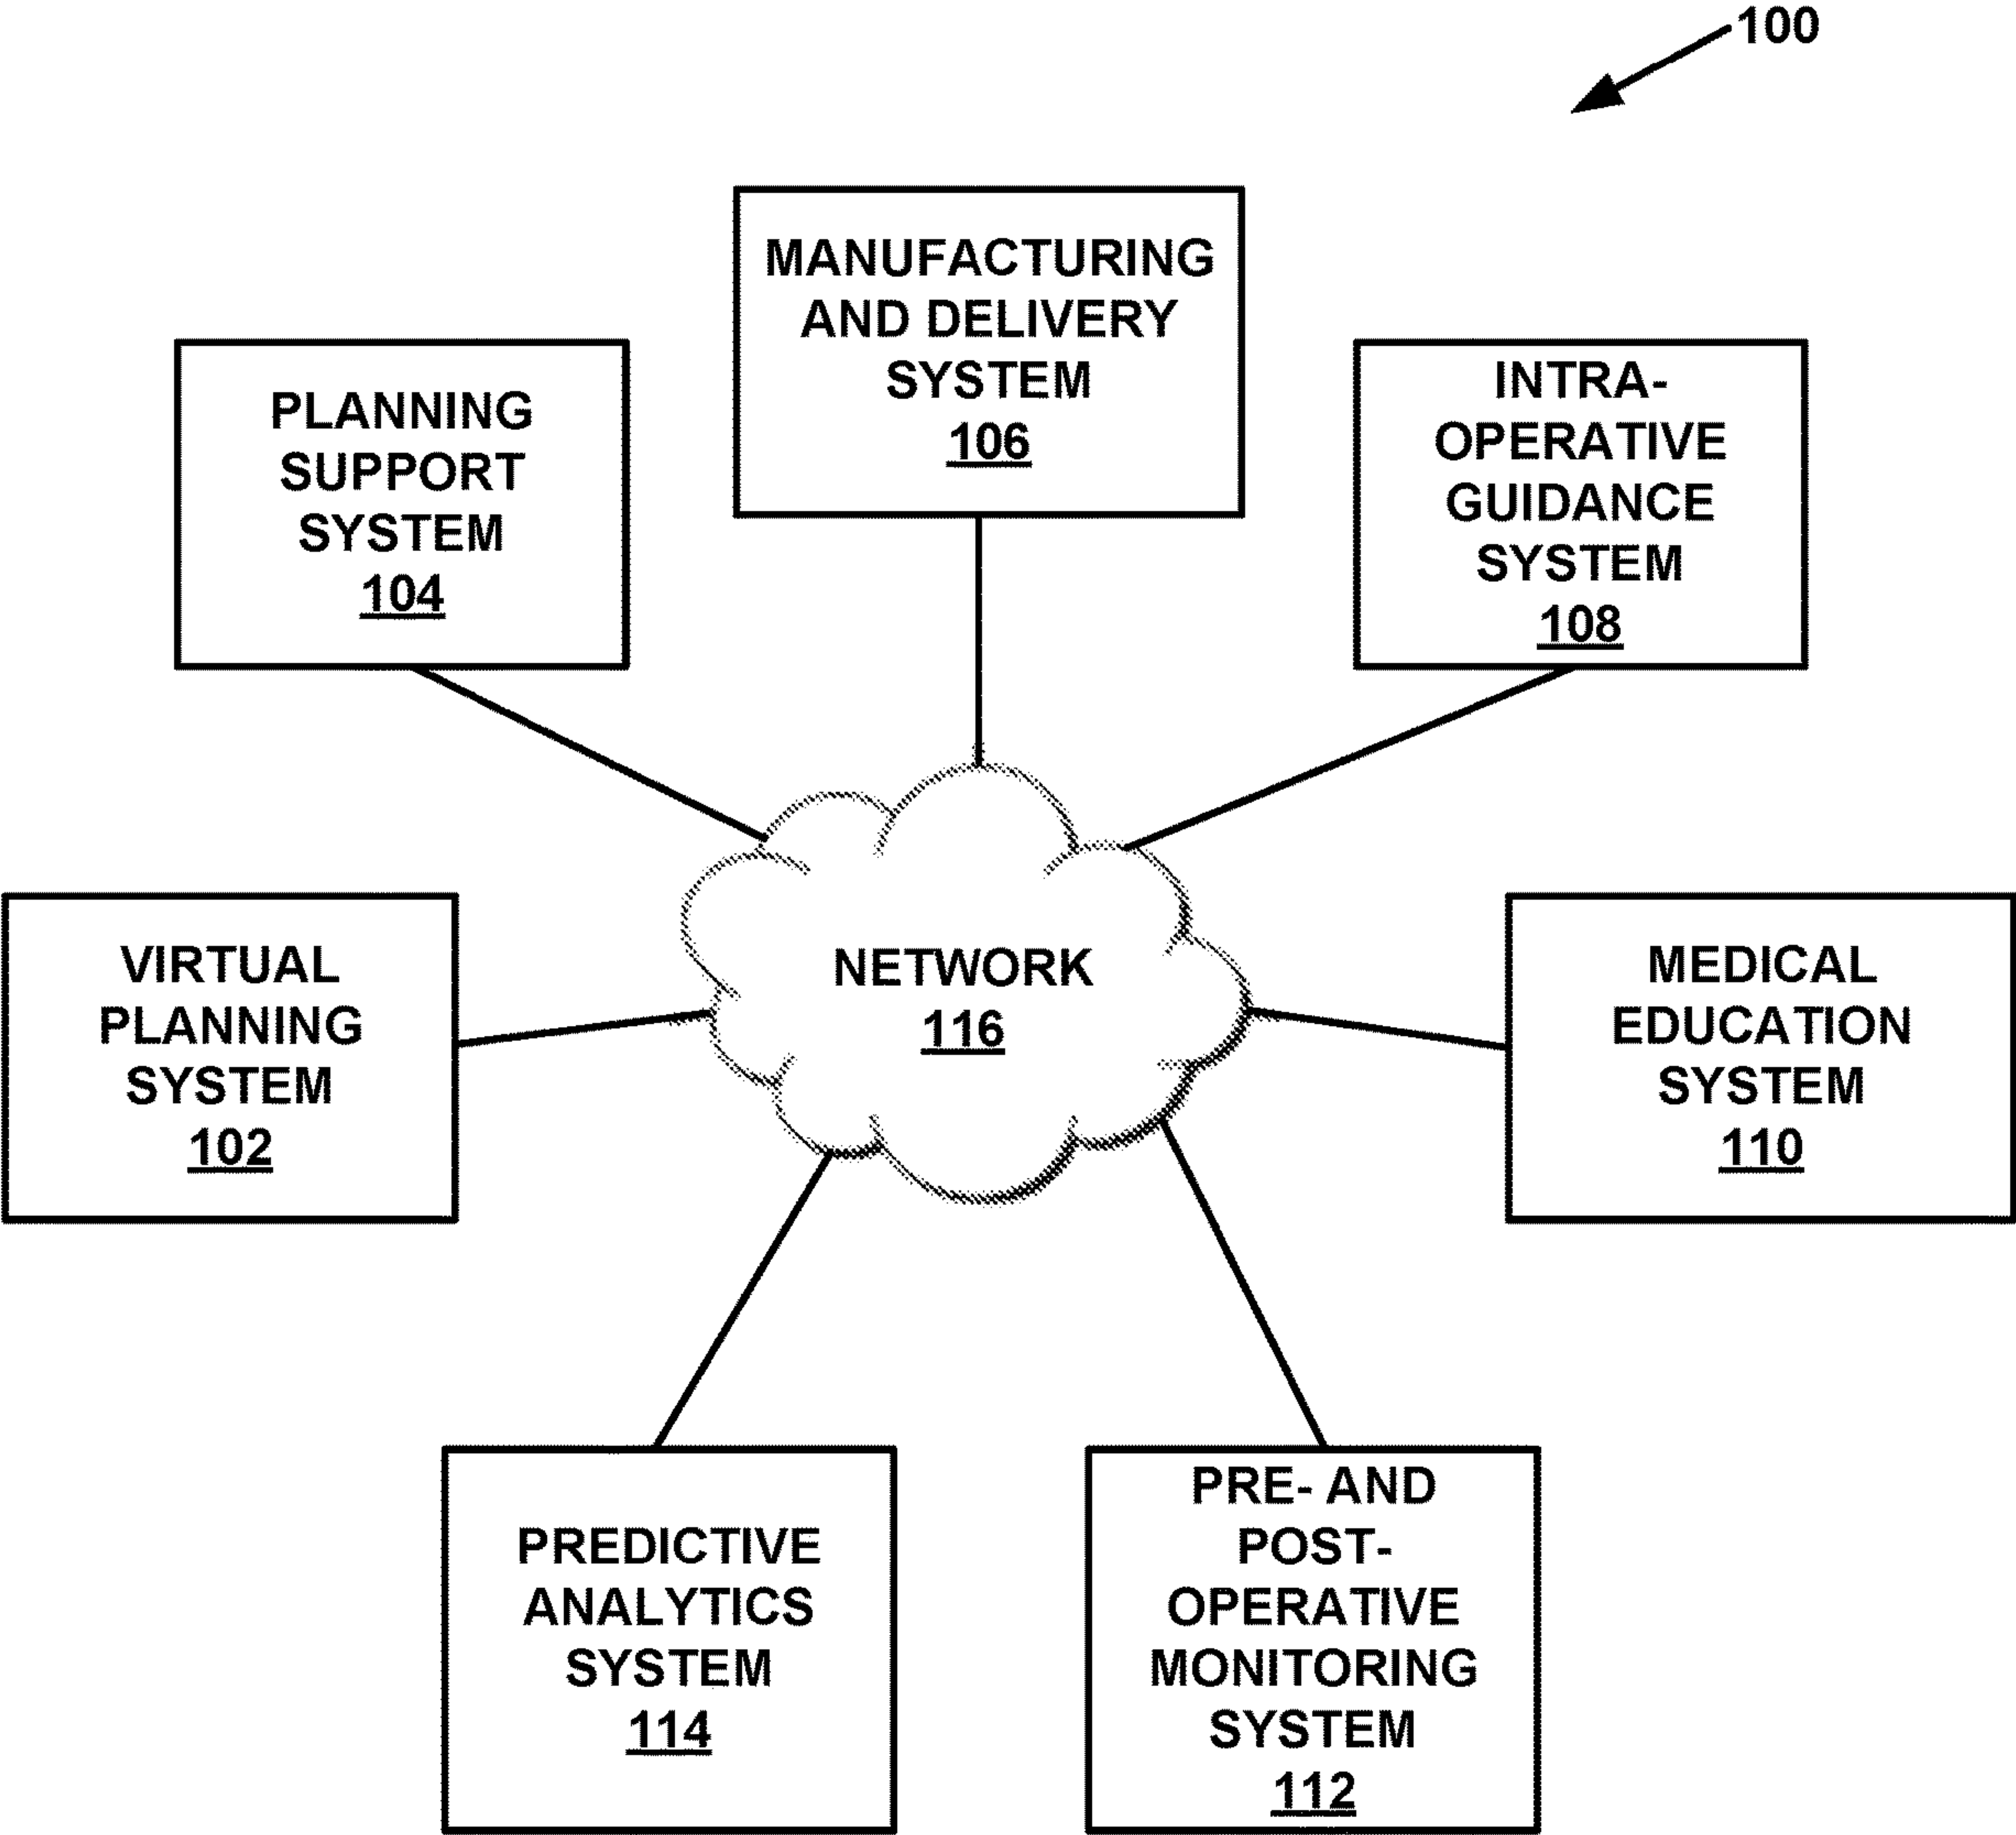 100
MANUFACTURING
AND DELIVERY
SYSTEM
106
PLANNING
SUPPORT
SYSTEM
104
INTRA-
OPERATIVE
GUIDANCE
SYSTEM
108
VIRTUAL
PLANNING
SYSTEM
102
NETWORK
116
MEDICAL
EDUCATION
SYSTEM
110
PREDICTIVE
ANALYTICS
SYSTEM
114
PRE- AND
POST-
OPERATIVE
MONITORING
SYSTEM
112